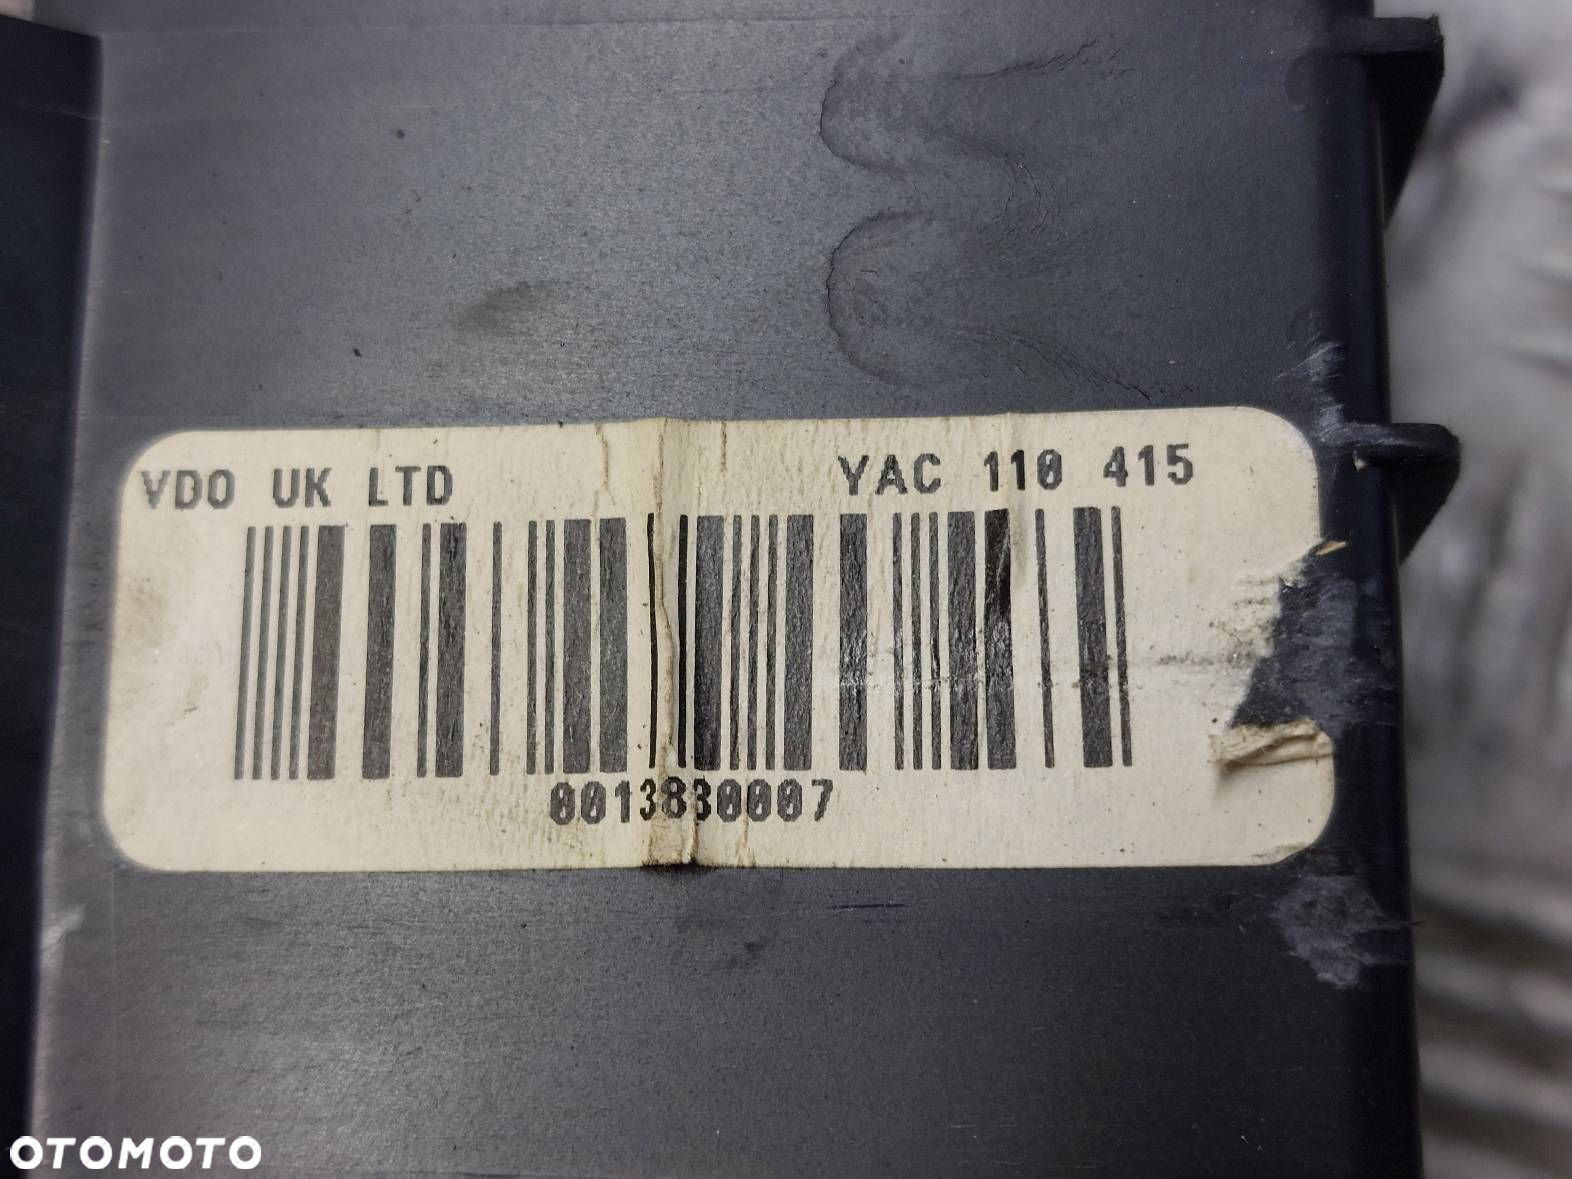 VDO UK LTD YAC 110 415
0013830007
OTOMOTO